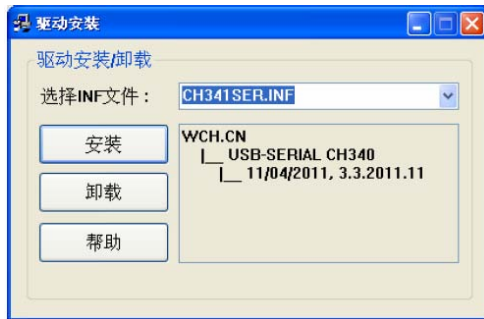 驱动安装
驱动安装/卸载
选择INF文件：
CH341SER.INF
安装
WCH.CN
|__ USB-SERIAL CH340
|__ 11/04/2011, 3.3.2011.11
卸载
帮助